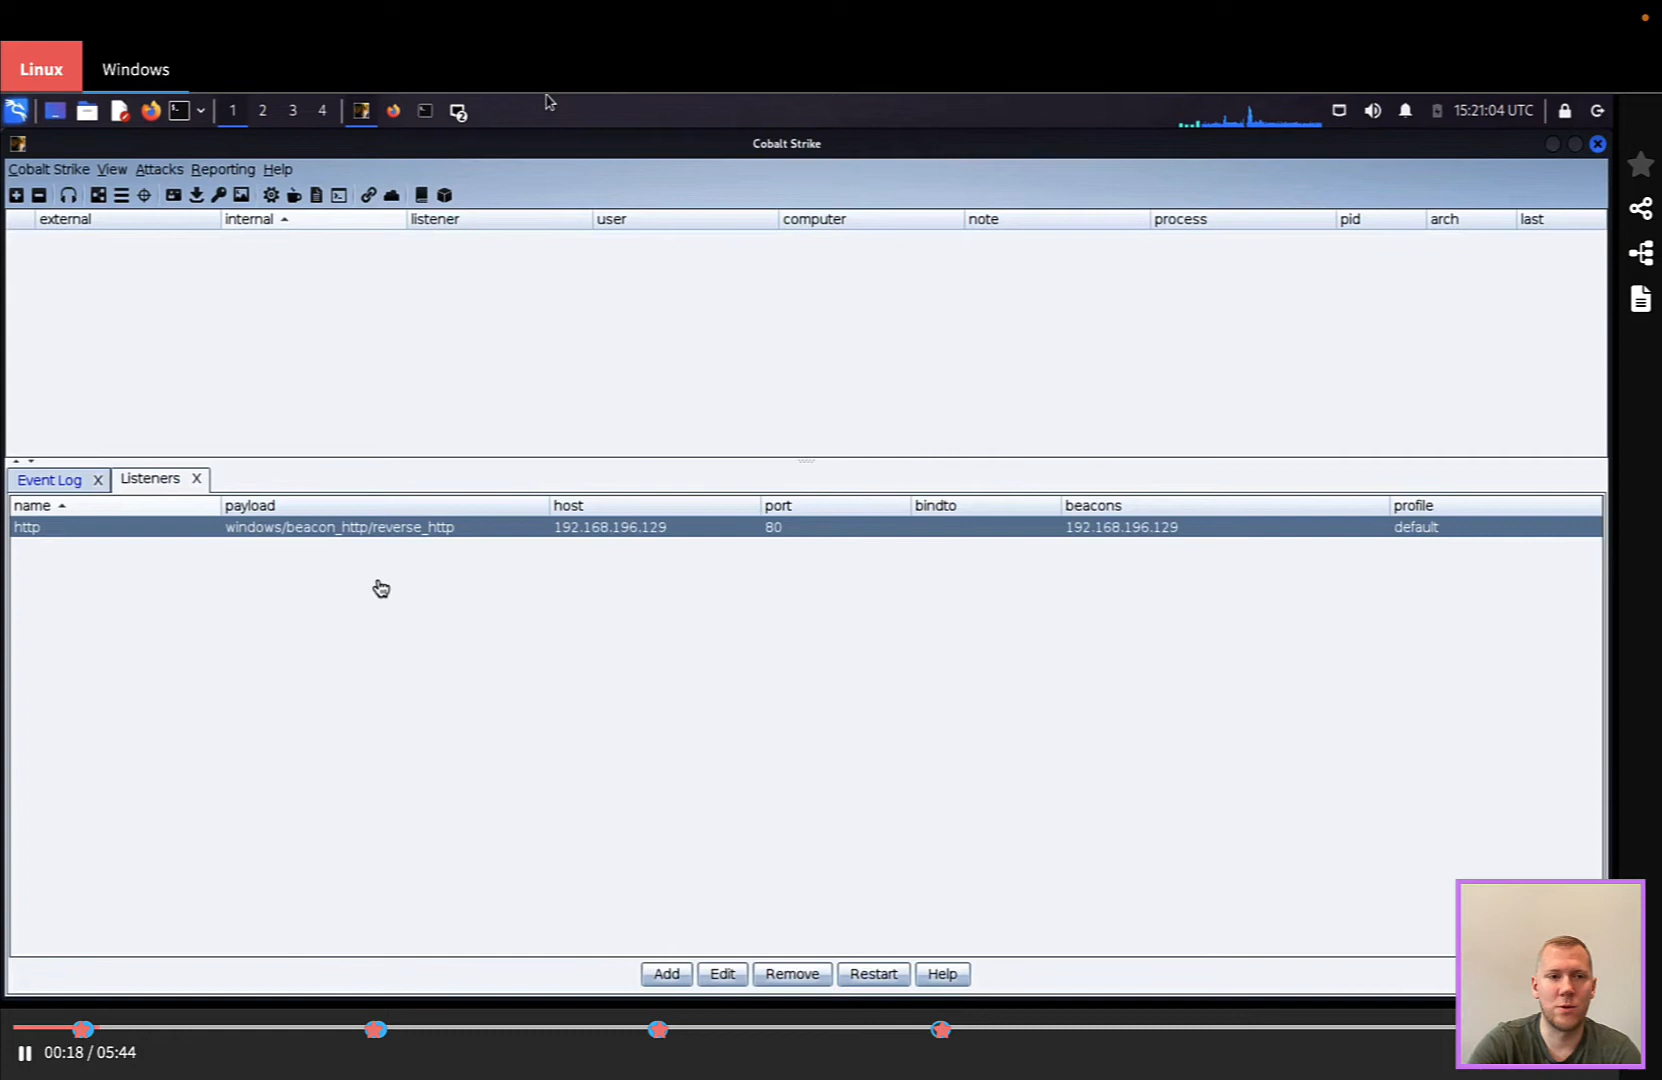 Linux Windows
1 2 3 4 15:21:04 UTC
Cobalt Strike
Cobalt Strike View Attacks Reporting Help
external internal listener user computer note process pid arch last
Event Log X Listeners X
name payload host port bindto beacons profile
http windows/beacon_http/reverse_http 192.168.196.129 80 192.168.196.129 default
Add Edit Remove Restart Help
00:18 / 05:44